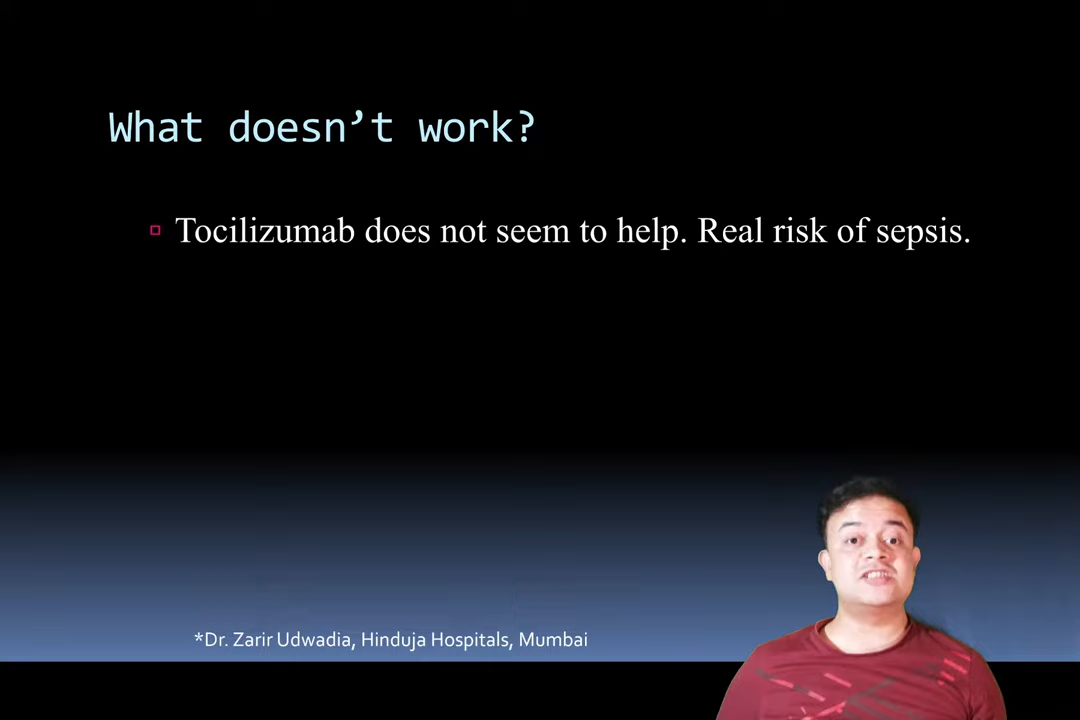 What doesn’t work?
Tocilizumab does not seem to help. Real risk of sepsis.
*Dr. Zarir Udwadia, Hinduja Hospitals, Mumbai